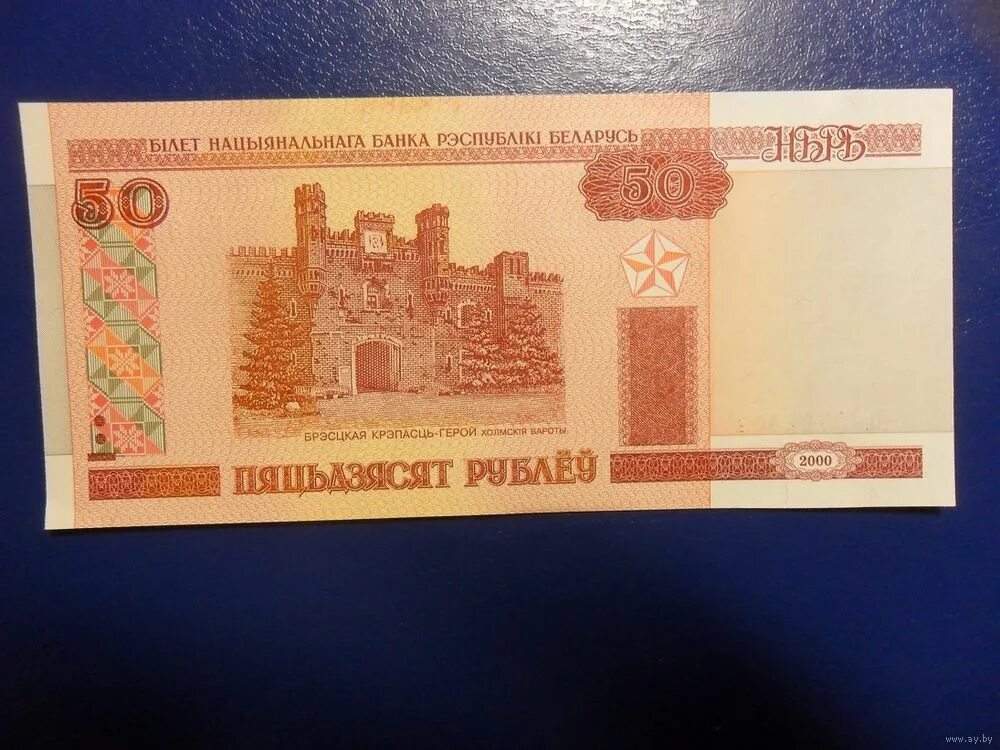 БІЛЕТ НАЦЫЯНАЛЬНАГА БАНКА РЭСПУБЛІКІ БЕЛАРУСЬ
НБРБ
50
50
БРЭСЦКАЯ КРЭПАСЦЬ-ГЕРОЙ ХОЛМСКІЯ ВАРОТЫ
ПЯЦЬДЗЯСЯТ РУБЛЁЎ
2000
www.ay.by